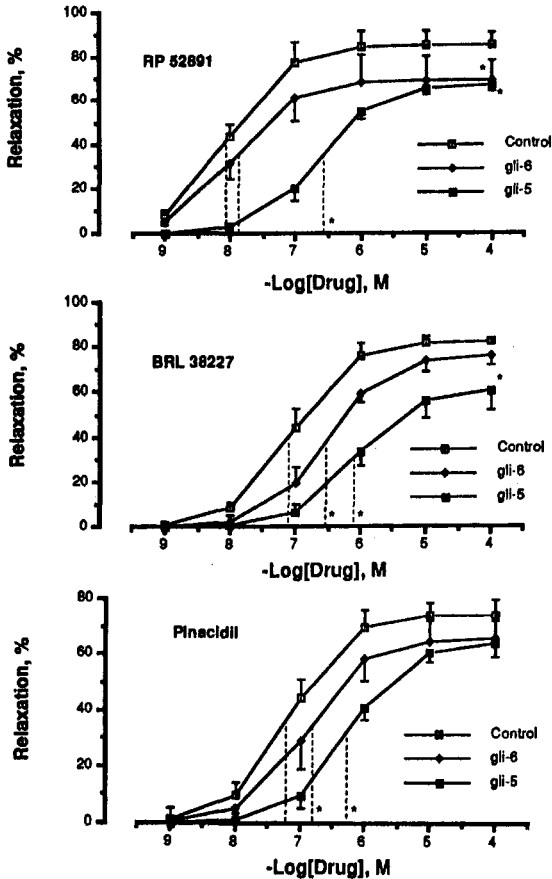 100
80
60
40
20
0
Relaxation, %
RP 52891
Control
gli-6
gli-5
*
*
*
9 8 7 6 5 4
-Log[Drug], M
100
80
60
40
20
0
Relaxation, %
BRL 38227
*
Control
gli-6
gli-5
* *
9 8 7 6 5 4
-Log[Drug], M
80
60
40
20
0
Relaxation, %
Pinacidil
Control
gli-6
gli-5
* *
9 8 7 6 5 4
-Log[Drug], M